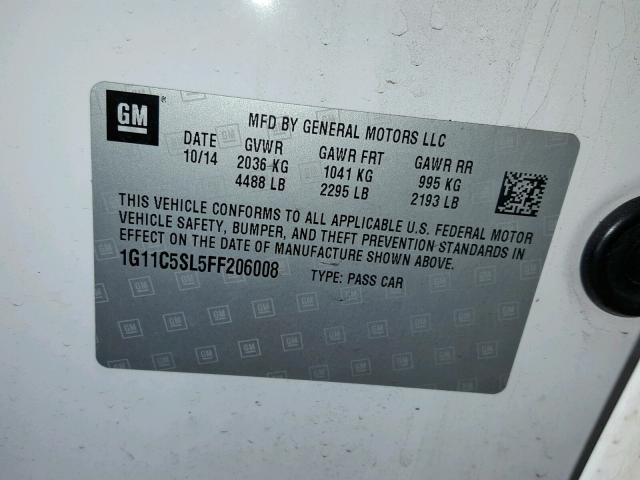 GM
MFD BY GENERAL MOTORS LLC
DATE GVWR GAWR FRT GAWR RR
10/14 2036 KG 1041 KG 995 KG
4488 LB 2295 LB 2193 LB
THIS VEHICLE CONFORMS TO ALL APPLICABLE U.S. FEDERAL MOTOR
VEHICLE SAFETY, BUMPER, AND THEFT PREVENTION STANDARDS IN
EFFECT ON THE DATE OF MANUFACTURE SHOWN ABOVE.
1G11C5SL5FF206008 TYPE: PASS CAR